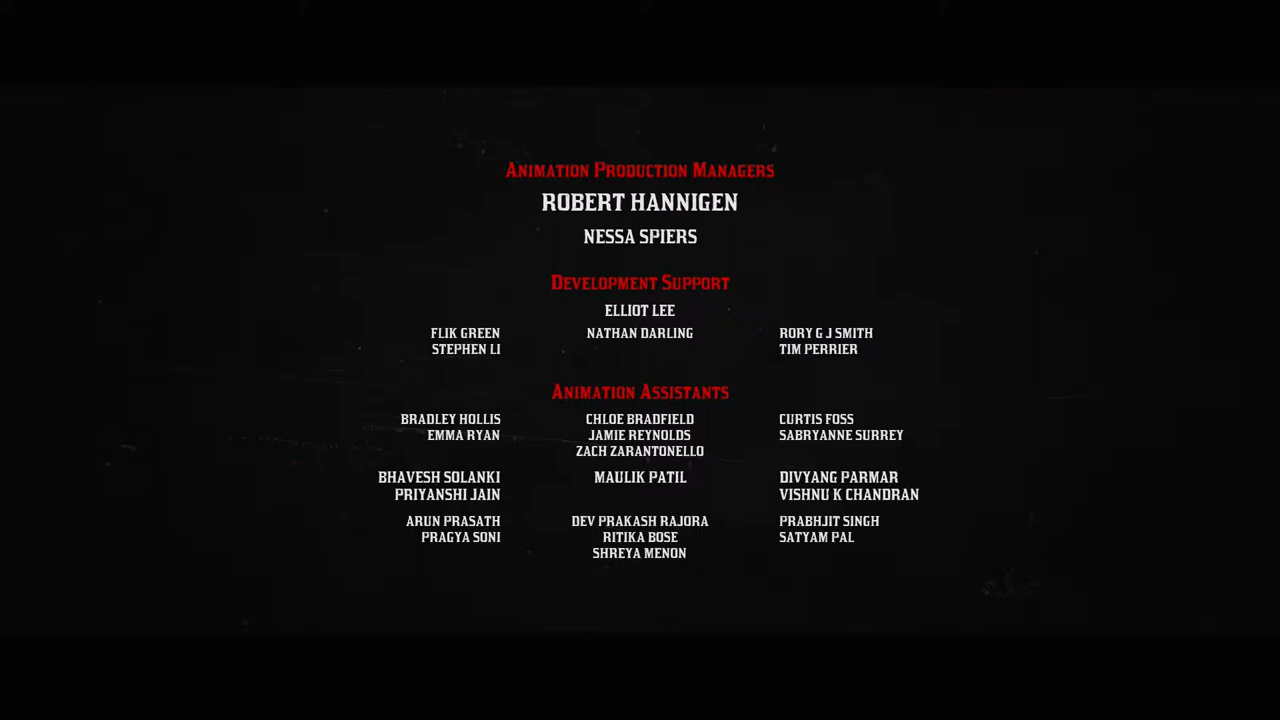 Animation Production Managers
ROBERT HANNIGEN
NESSA SPIERS
Development Support
ELLIOT LEE
FLIK GREEN NATHAN DARLING RORY G J SMITH
STEPHEN LI TIM PERRIER
Animation Assistants
BRADLEY HOLLIS CHLOE BRADFIELD CURTIS FOSS
EMMA RYAN JAMIE REYNOLDS SABRYANNE SURREY
ZACH ZARANTONELLO
BHAVESH SOLANKI MAULIK PATIL DIVYANG PARMAR
PRIYANSHI JAIN VISHNU K CHANDRAN
ARUN PRASATH DEV PRAKASH RAJORA PRABHJIT SINGH
PRAGYA SONI RITIKA BOSE SATYAM PAL
SHREYA MENON